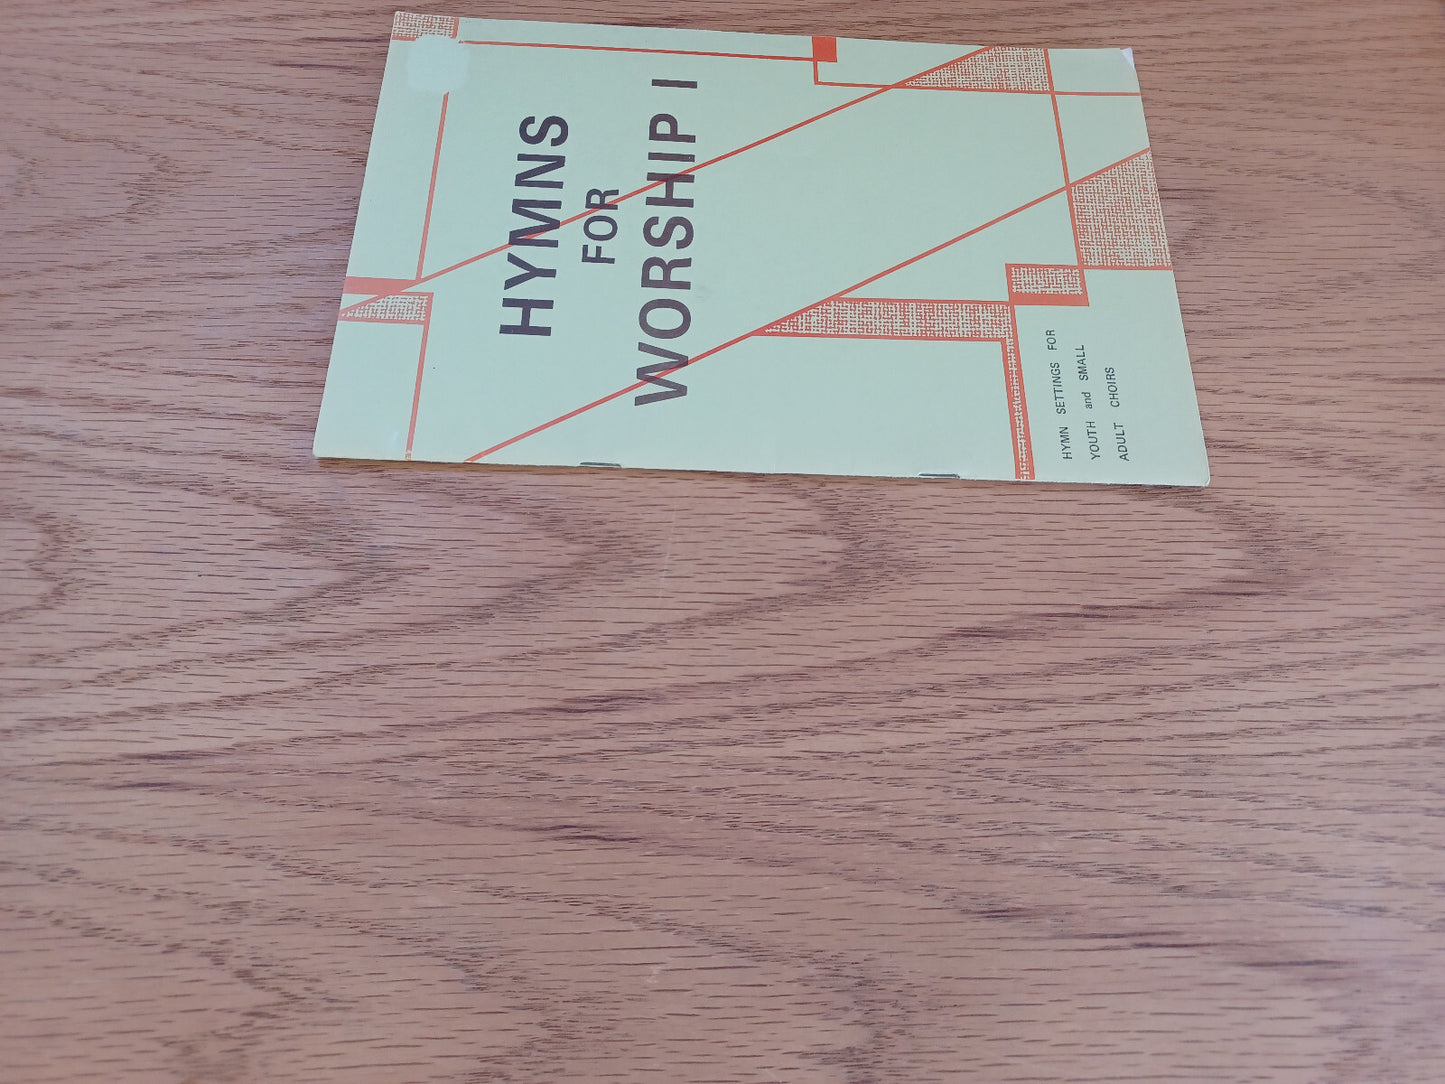 HYMNS
FOR
WORSHIP I
HYMN SETTINGS FOR
YOUTH and SMALL
ADULT CHOIRS